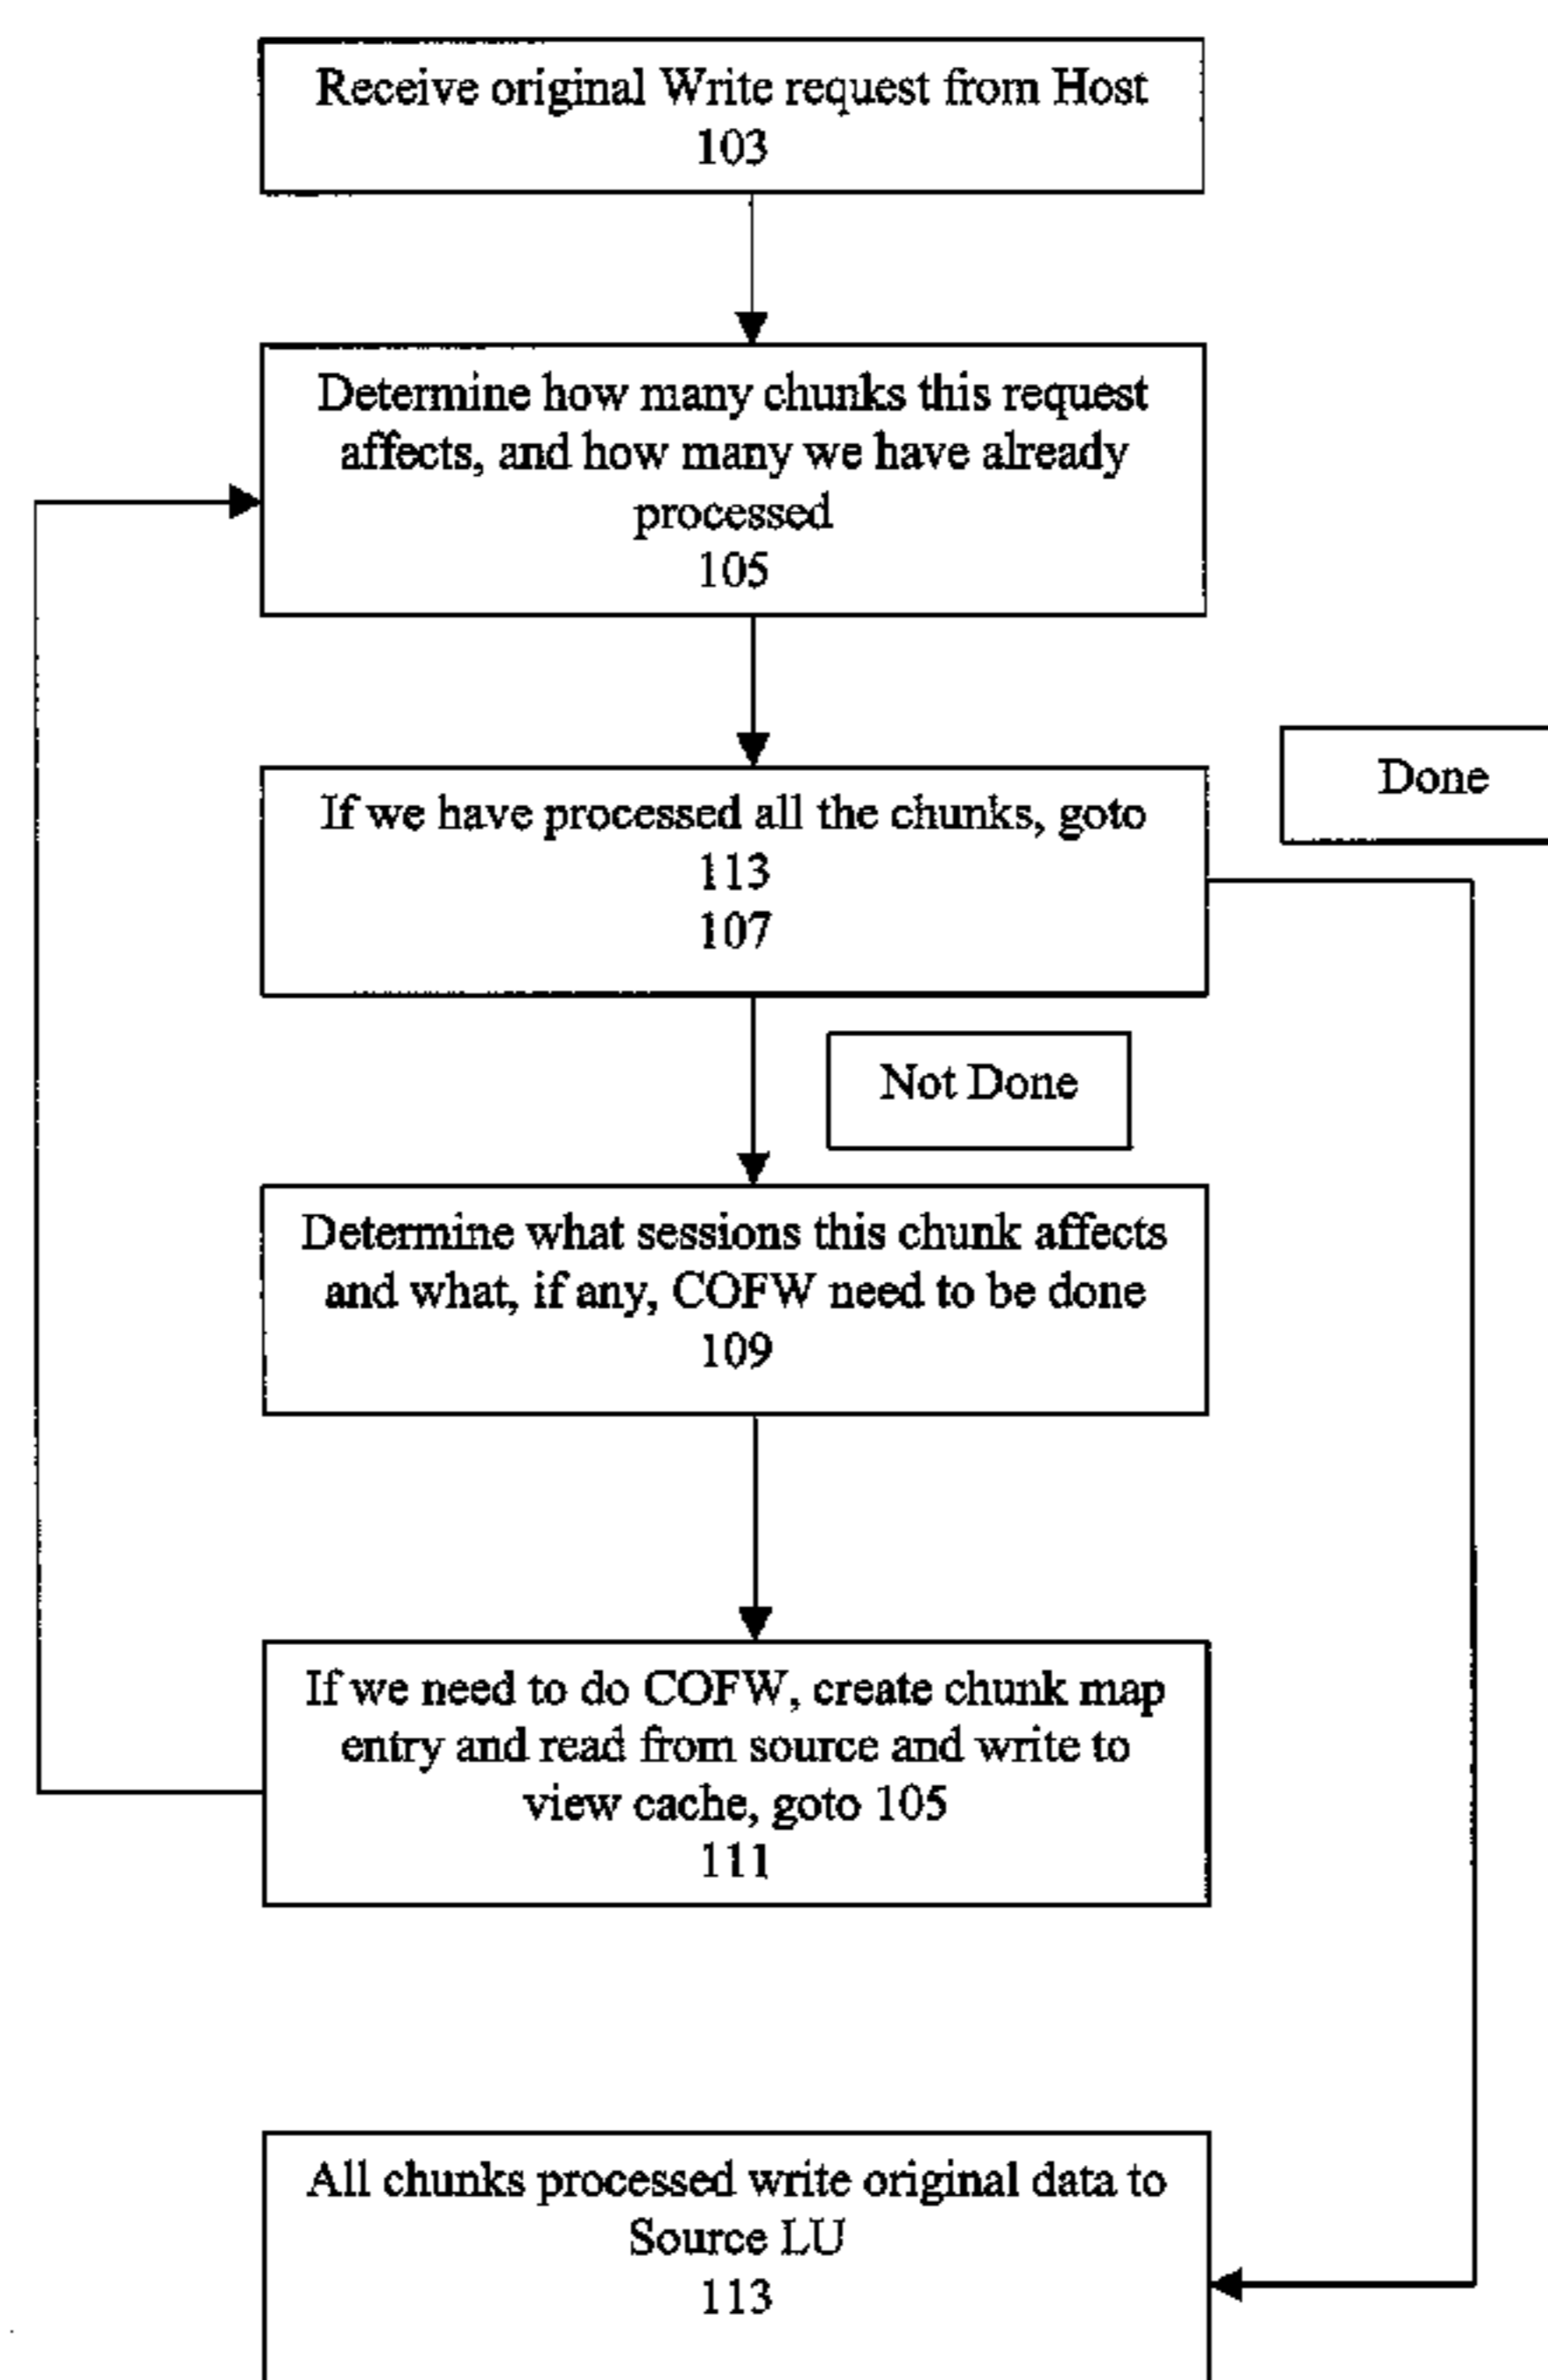 Receive original Write request from Host
103
Determine how many chunks this request
affects, and how many we have already
processed
105
If we have processed all the chunks, goto
113
107
Done
Not Done
Determine what sessions this chunk affects
and what, if any, COFW need to be done
109
If we need to do COFW, create chunk map
entry and read from source and write to
view cache, goto 105
111
All chunks processed write original data to
Source LU
113